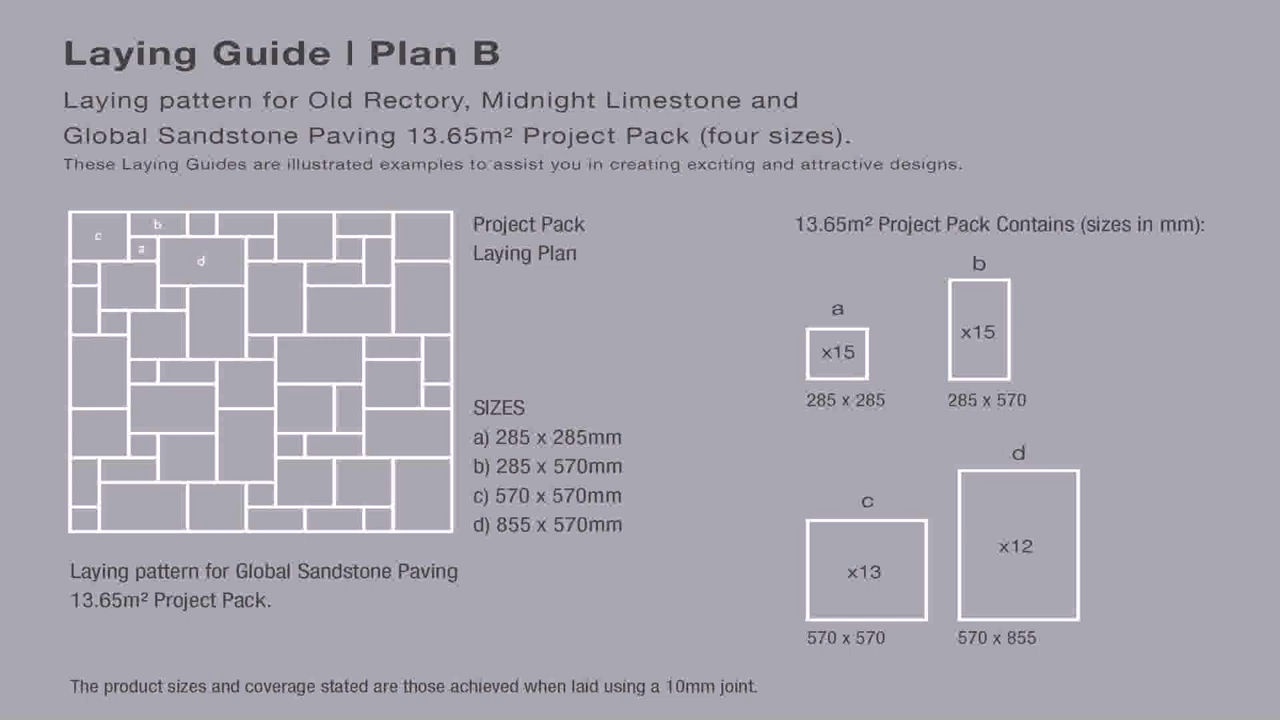 Laying Guide | Plan B
Laying pattern for Old Rectory, Midnight Limestone and
Global Sandstone Paving 13.65m² Project Pack (four sizes).
These Laying Guides are illustrated examples to assist you in creating exciting and attractive designs.
c
b
a
d
Project Pack
Laying Plan
SIZES
a) 285 x 285mm
b) 285 x 570mm
c) 570 x 570mm
d) 855 x 570mm
Laying pattern for Global Sandstone Paving
13.65m² Project Pack.
13.65m² Project Pack Contains (sizes in mm):
a
x15
285 x 285
b
x15
285 x 570
c
x13
570 x 570
d
x12
570 x 855
The product sizes and coverage stated are those achieved when laid using a 10mm joint.